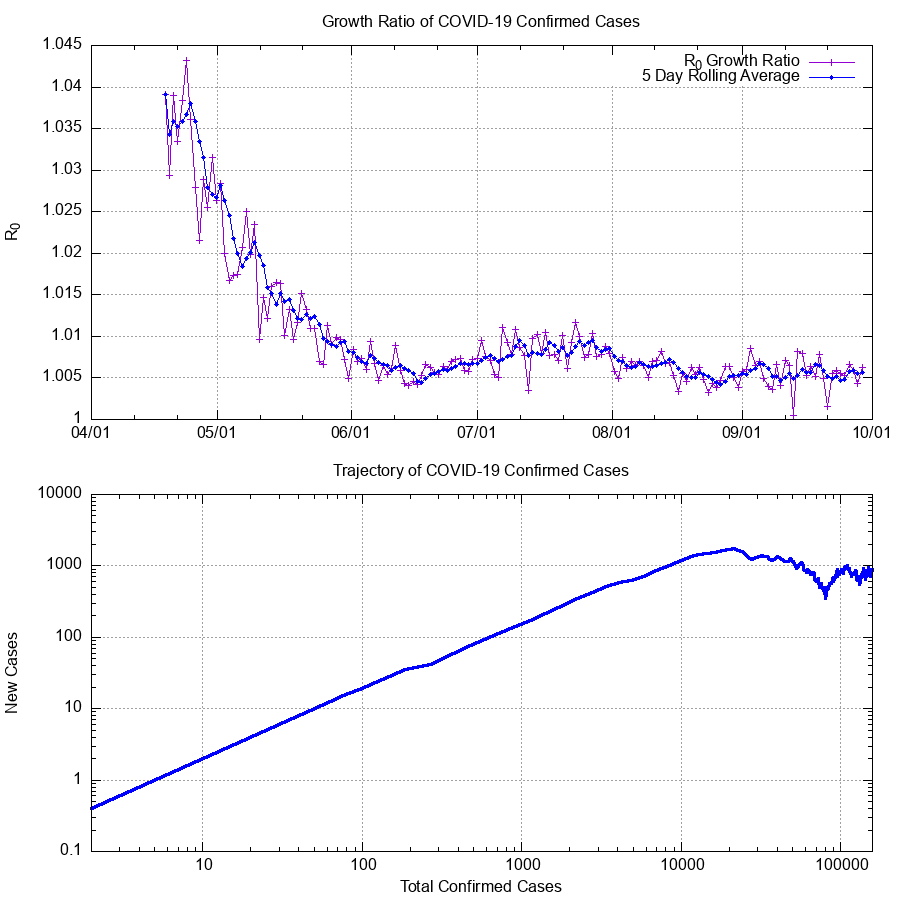 Growth Ratio of COVID-19 Confirmed Cases
1.045
1.04
1.035
1.03
1.025
1.02
1.015
1.01
1.005
1
R0
R0 Growth Ratio
5 Day Rolling Average
04/01 05/01 06/01 07/01 08/01 09/01 10/01
Trajectory of COVID-19 Confirmed Cases
10000
1000
100
10
1
0.1
New Cases
10 100 1000 10000 100000
Total Confirmed Cases